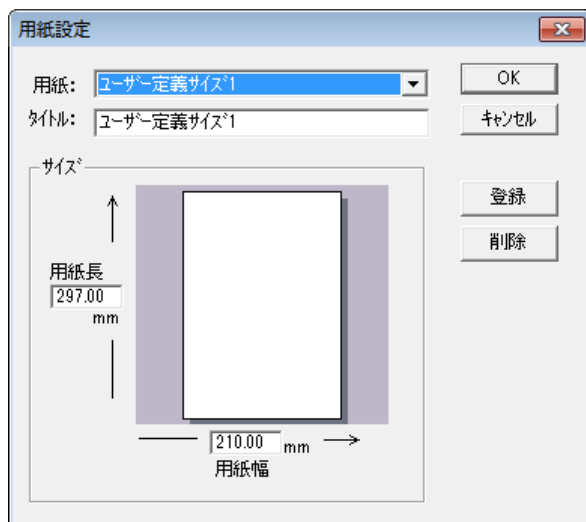 用紙設定
用紙: ユーザー定義サイズ1
OK
タイトル: ユーザー定義サイズ1
キャンセル
サイズ
登録
削除
用紙長
297.00
mm
210.00 mm
用紙幅